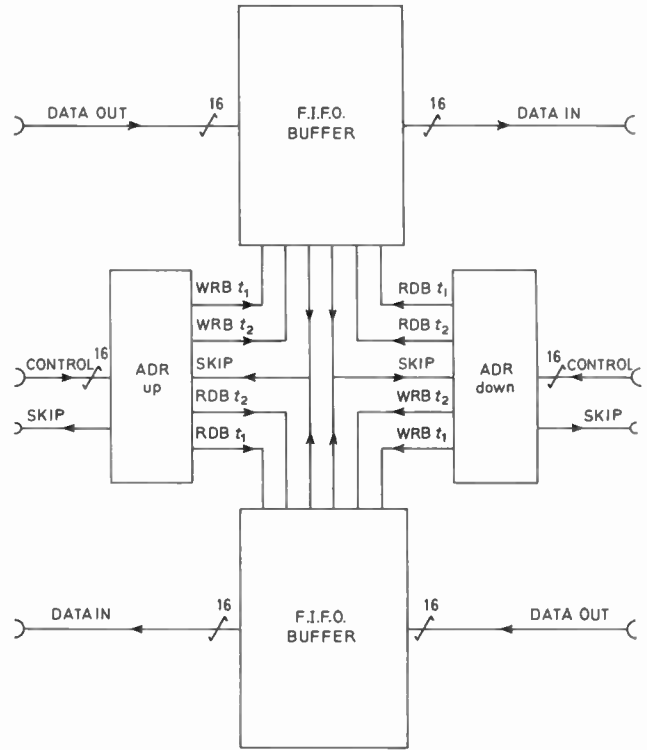 DATA OUT
16
F.I.F.O.
BUFFER
16
DATA IN
WRB t1
WRB t2
SKIP
RDB t2
RDB t1
CONTROL
16
ADR
up
SKIP
RDB t1
RDB t2
SKIP
WRB t2
WRB t1
ADR
down
16
CONTROL
SKIP
DATA IN
16
F.I.F.O.
BUFFER
16
DATA OUT